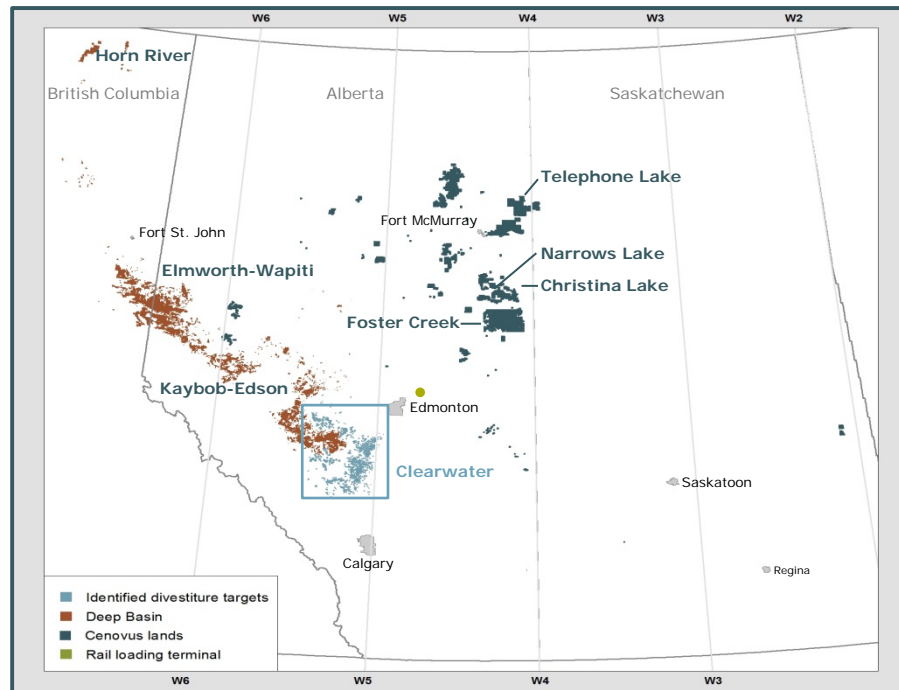 W6 W5 W4 W3 W2
Horn River
British Columbia Alberta Saskatchewan
Telephone Lake
Fort McMurray
Fort St. John
Narrows Lake
Elmworth-Wapiti
Christina Lake
Foster Creek
Kaybob-Edson
Edmonton
Clearwater
Saskatoon
Calgary
Regina
Identified divestiture targets
Deep Basin
Cenovus lands
Rail loading terminal
W6 W5 W4 W3